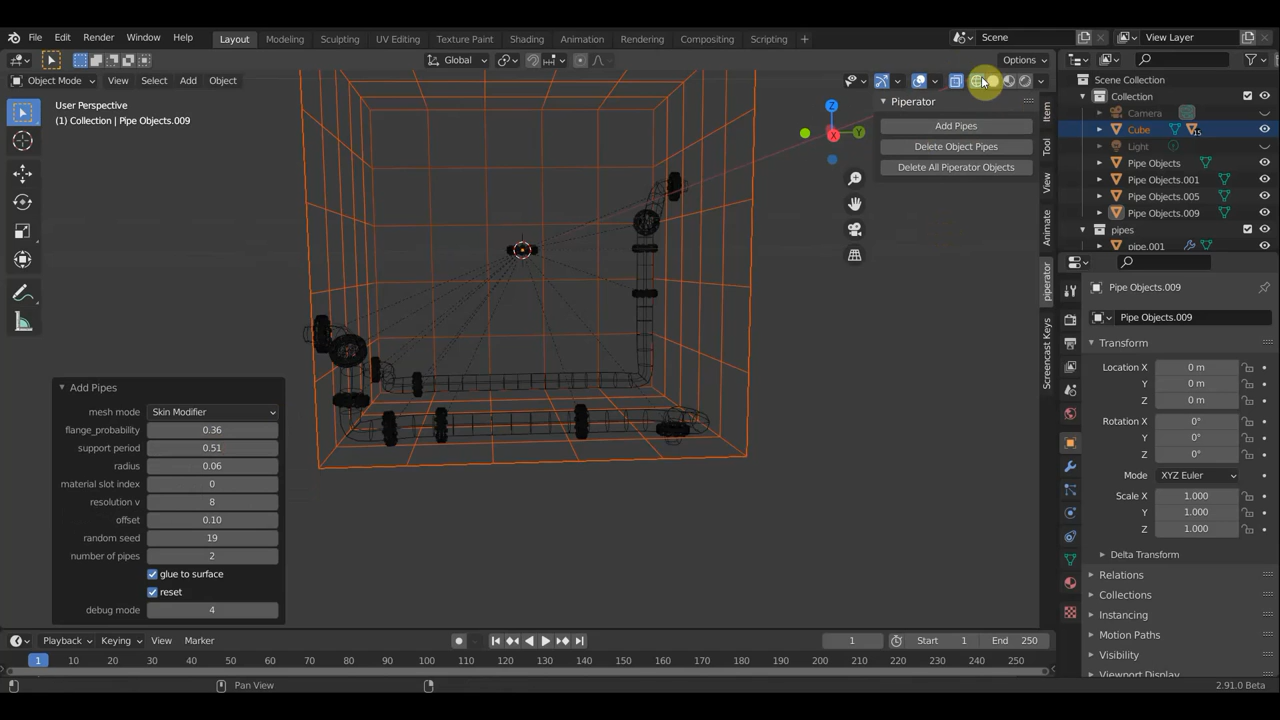 File Edit Render Window Help Layout Modeling Sculpting UV Editing Texture Paint Shading Animation Rendering Compositing Scripting + Scene View Layer
Global Options
Object Mode View Select Add Object
User Perspective
(1) Collection | Pipe Objects.009
Z
Y
X
Piperator
Add Pipes
Delete Object Pipes
Delete All Piperator Objects
Item
Tool
View
Animate
piperator
Screencast Keys
Scene Collection
Collection
Camera
Cube 15
Light
Pipe Objects
Pipe Objects.001
Pipe Objects.005
Pipe Objects.009
pipes
pipe.001
Pipe Objects.009
Pipe Objects.009
Transform
Location X 0 m
Y 0 m
Z 0 m
Rotation X 0°
Y 0°
Z 0°
Mode XYZ Euler
Scale X 1.000
Y 1.000
Z 1.000
Delta Transform
Relations
Collections
Instancing
Motion Paths
Visibility
Viewport Display
Add Pipes
mesh mode Skin Modifier
flange_probability 0.36
support period 0.51
radius 0.06
material slot index 0
resolution v 8
offset 0.10
random seed 19
number of pipes 2
glue to surface
reset
debug mode 4
Playback Keying View Marker 1 Start 1 End 250
1 10 20 30 40 50 60 70 80 90 100 110 120 130 140 150 160 170 180 190 200 210 220 230 240 250
Pan View 2.91.0 Beta